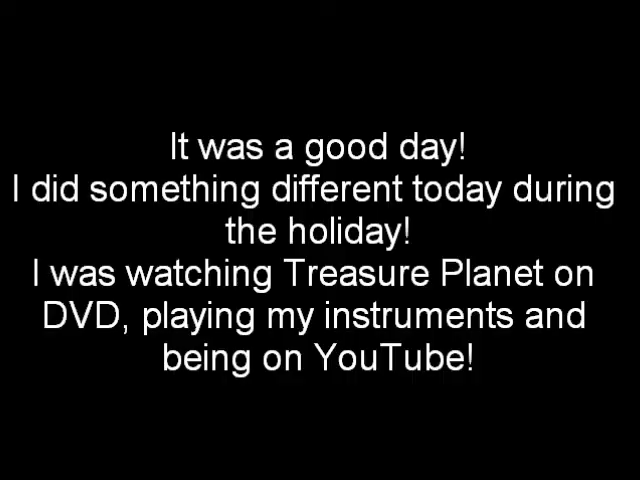 It was a good day!
I did something different today during
the holiday!
I was watching Treasure Planet on
DVD, playing my instruments and
being on YouTube!